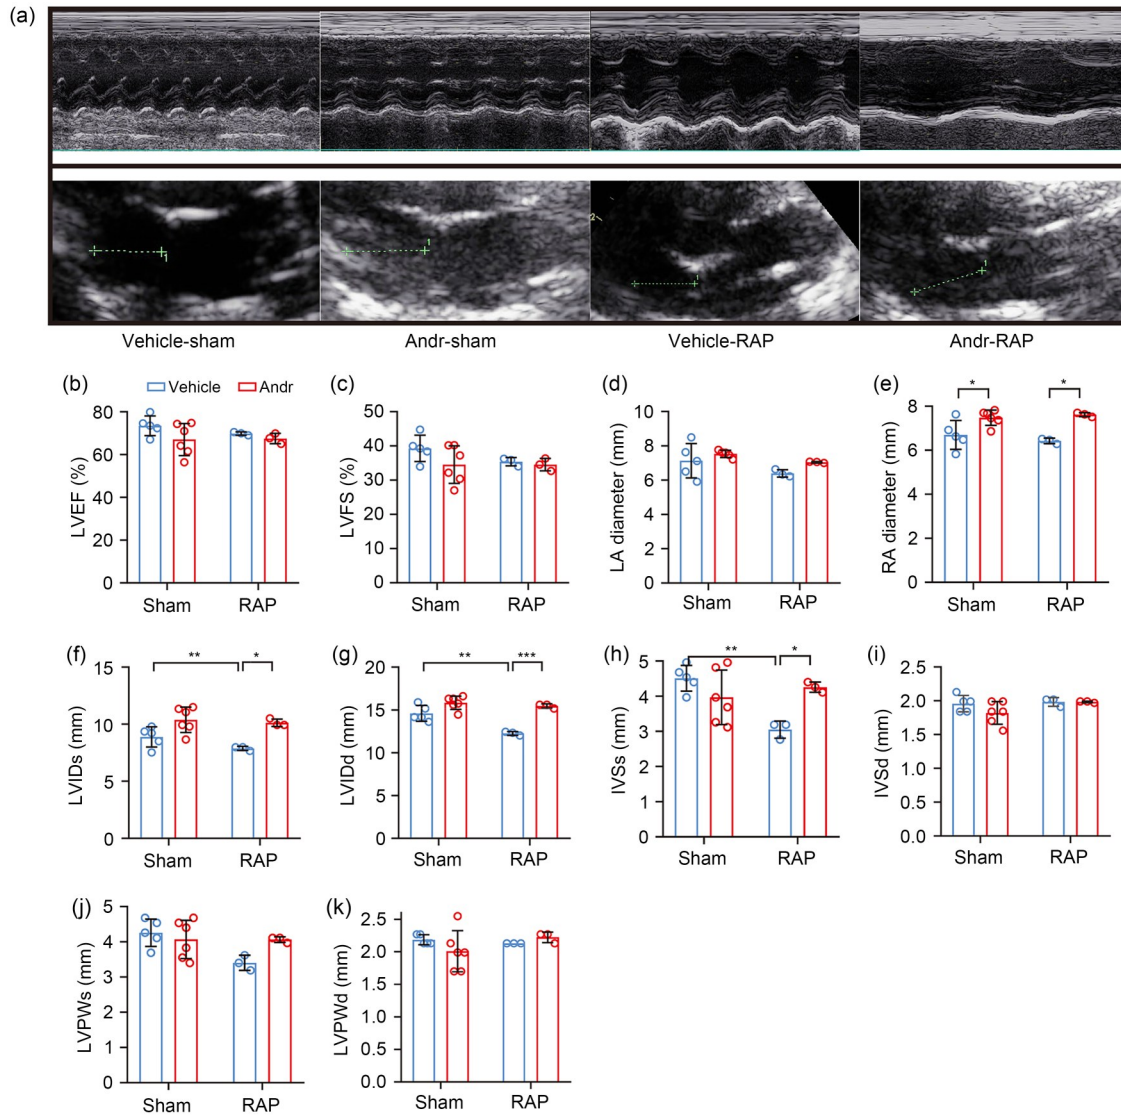 (a)
1
1
2
1
1
Vehicle-sham Andr-sham Vehicle-RAP Andr-RAP
(b) Vehicle Andr
LVEF (%)
80
60
40
20
0
Sham RAP
(c)
LVFS (%)
50
40
30
20
10
0
Sham RAP
(d)
LA diameter (mm)
10
8
6
4
2
0
Sham RAP
(e)
RA diameter (mm)
8
6
4
2
0
* *
Sham RAP
(f)
LVIDs (mm)
15
10
5
0
** *
Sham RAP
(g)
LVIDd (mm)
20
15
10
5
0
** ***
Sham RAP
(h)
IVSs (mm)
5
4
3
2
1
0
** *
Sham RAP
(i)
IVSd (mm)
2.5
2.0
1.5
1.0
0.5
0.0
Sham RAP
(j)
LVPWs (mm)
5
4
3
2
1
0
Sham RAP
(k)
LVPWd (mm)
2.5
2.0
1.5
1.0
0.5
0.0
Sham RAP